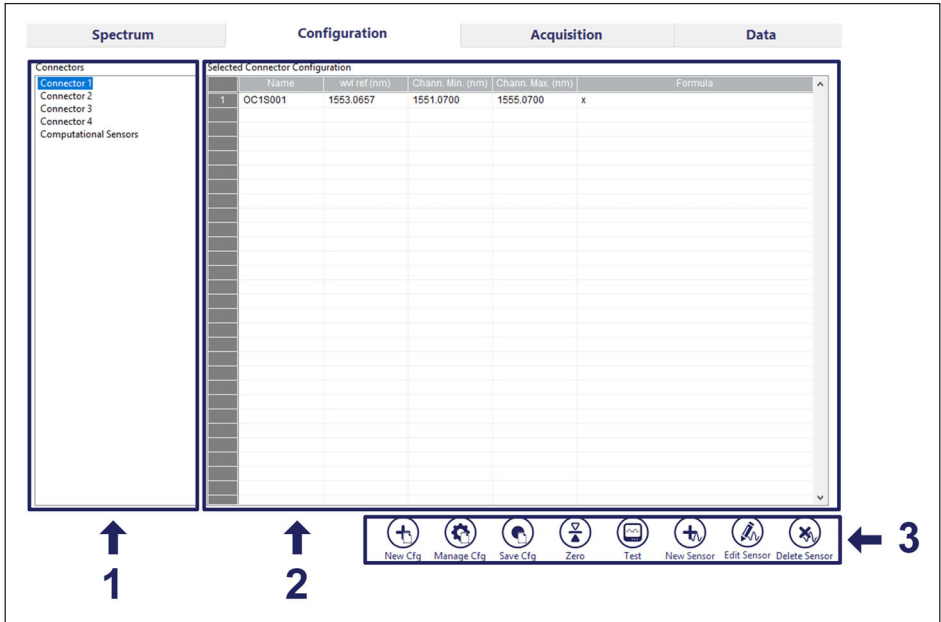 Spectrum Configuration Acquisition Data
Connectors
Connector 1
Connector 2
Connector 3
Connector 4
Computational Sensors
Selected Connector Configuration
Name wvl ref (nm) Chann. Min. (nm) Chann. Max. (nm) Formula
1 OC1S001 1553.0657 1551.0700 1555.0700 x
New Cfg Manage Cfg Save Cfg Zero Test New Sensor Edit Sensor Delete Sensor
1
2
3